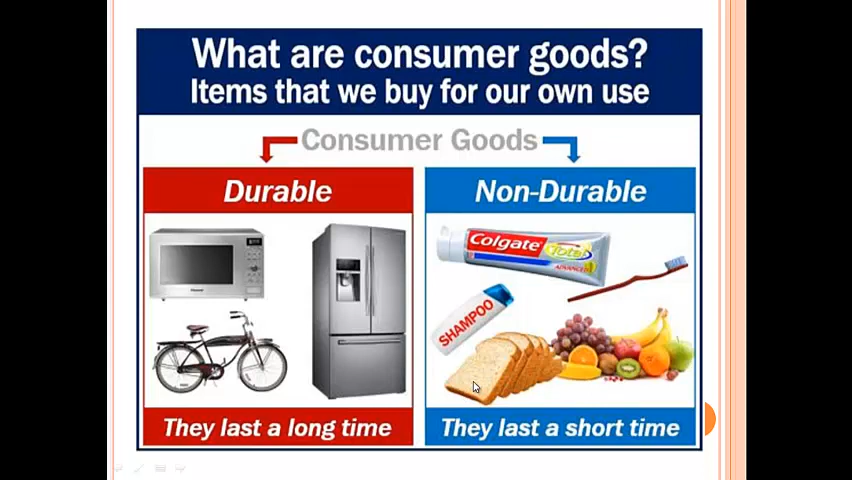 What are consumer goods?
Items that we buy for our own use
Consumer Goods
Durable
Non-Durable
Colgate Total
ADVANCED
SHAMPOO
They last a long time
They last a short time